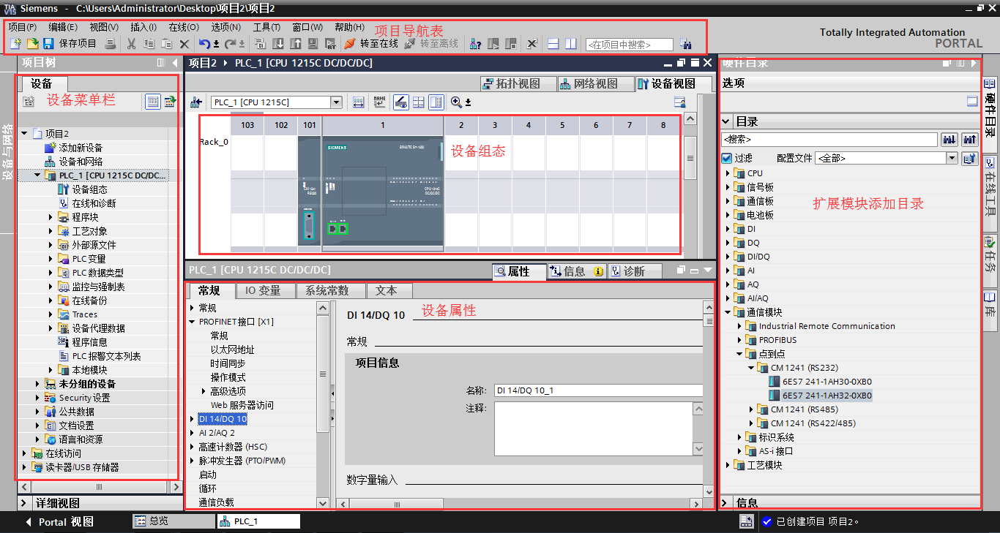 TIA V15 Siemens - C:\Users\Administrator\Desktop\项目2\项目2
项目(P) 编辑(E) 视图(V) 插入(I) 在线(O) 选项(N) 工具(T) 窗口(W) 帮助(H)
项目导航表
保存项目 转至在线 转至离线 <在项目中搜索>
Totally Integrated Automation
PORTAL
项目树
设备
设备菜单栏
设备与网络
项目2
添加新设备
设备和网络
PLC_1 [CPU 1215C DC/DC...
设备组态
在线和诊断
程序块
工艺对象
外部源文件
PLC 变量
PLC 数据类型
监控与强制表
在线备份
Traces
设备代理数据
程序信息
PLC 报警文本列表
本地模块
未分组的设备
Security 设置
公共数据
文档设置
语言和资源
在线访问
读卡器/USB 存储器
详细视图
项目2 PLC_1 [CPU 1215C DC/DC/DC]
拓扑视图 网络视图 设备视图
PLC_1 [CPU 1215C]
103 102 101 1 2 3 4 5 6 7 8
Rack_0
SIEMENS
设备组态
PLC_1 [CPU 1215C DC/DC/DC]
属性 信息 诊断
常规 IO 变量 系统常数 文本
设备属性
常规
PROFINET接口 [X1]
常规
以太网地址
时间同步
操作模式
高级选项
Web 服务器访问
DI 14/DQ 10
AI 2/AQ 2
高速计数器 (HSC)
脉冲发生器 (PTO/PWM)
启动
循环
通信负载
DI 14/DQ 10
常规
项目信息
名称: DI 14/DQ 10_1
注释:
数字量输入
硬件目录
选项
目录
<搜索>
过滤 配置文件 <全部>
扩展模块添加目录
CPU
信号板
通信板
电池板
DI
DQ
DI/DQ
AI
AQ
AI/AQ
通信模块
Industrial Remote Communication
PROFIBUS
点到点
CM 1241 (RS232)
6ES7 241-1AH30-0XB0
6ES7 241-1AH32-0XB0
CM 1241 (RS485)
CM 1241 (RS422/485)
标识系统
AS-i 接口
工艺模块
信息
硬件目录
在线工具
任务
库
Portal 视图 总览 PLC_1 已创建项目 项目2。